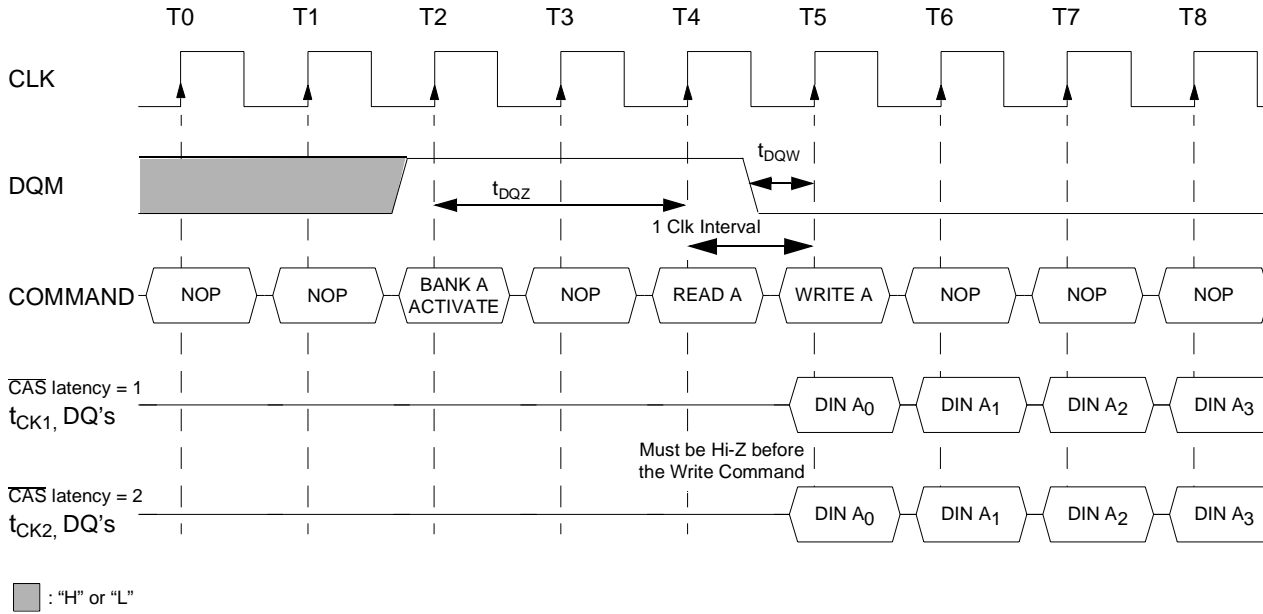 T0 T1 T2 T3 T4 T5 T6 T7 T8
CLK
tDQW
DQM
tDQZ
1 Clk Interval
COMMAND NOP NOP BANK A ACTIVATE NOP READ A WRITE A NOP NOP NOP
CAS latency = 1
tCK1, DQ's DIN A0 DIN A1 DIN A2 DIN A3
Must be Hi-Z before
the Write Command
CAS latency = 2
tCK2, DQ's DIN A0 DIN A1 DIN A2 DIN A3
: “H” or “L”